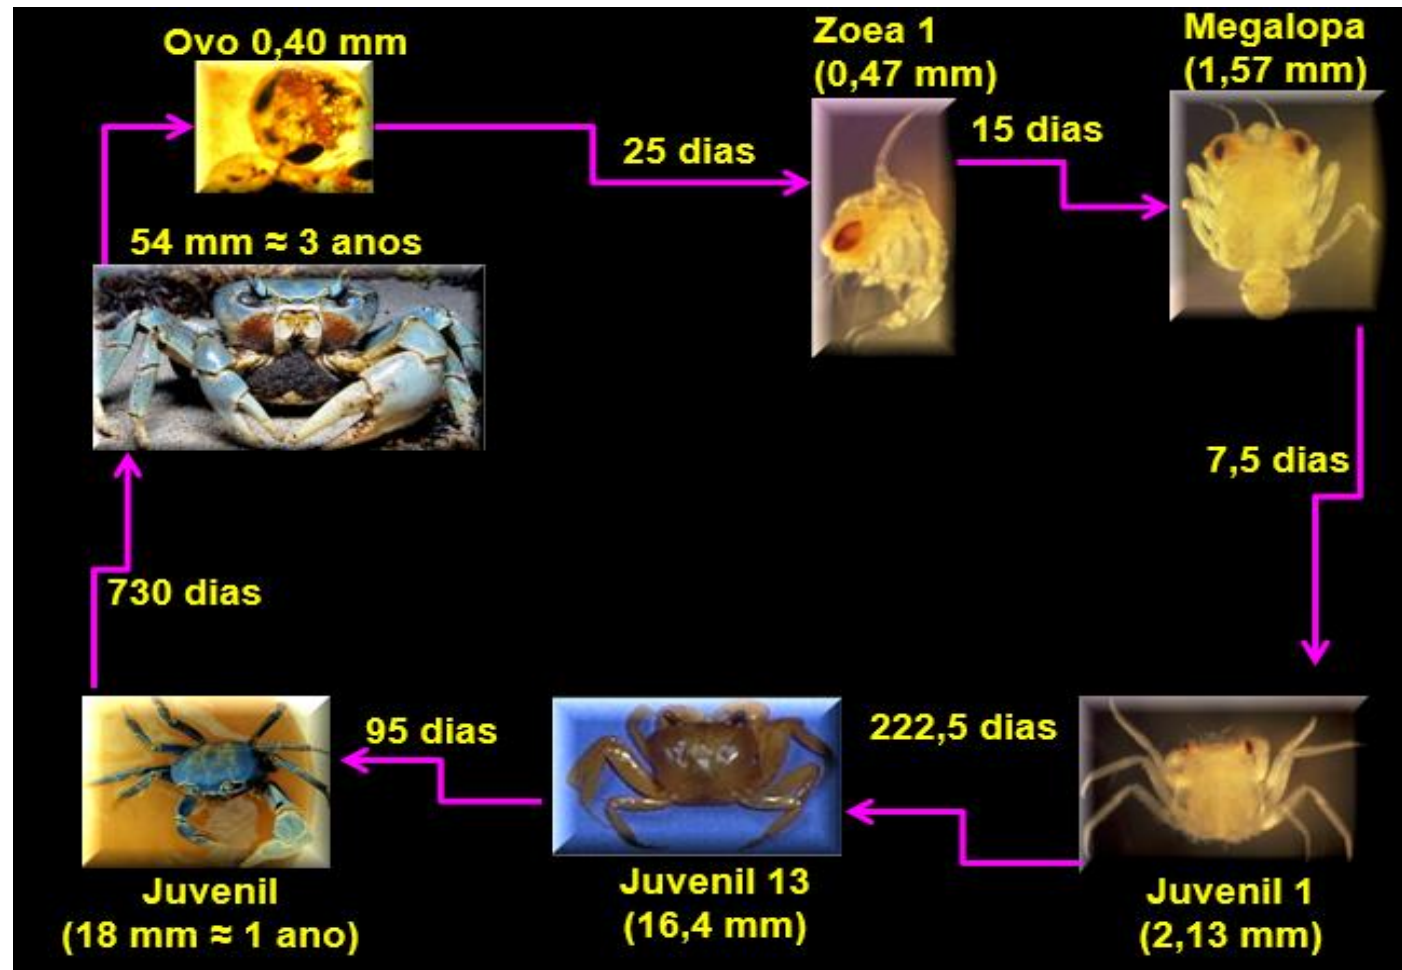 Ovo 0,40 mm
Zoea 1
(0,47 mm)
Megalopa
(1,57 mm)
25 dias
15 dias
54 mm ≈ 3 anos
7,5 dias
730 dias
95 dias
222,5 dias
Juvenil
(18 mm ≈ 1 ano)
Juvenil 13
(16,4 mm)
Juvenil 1
(2,13 mm)